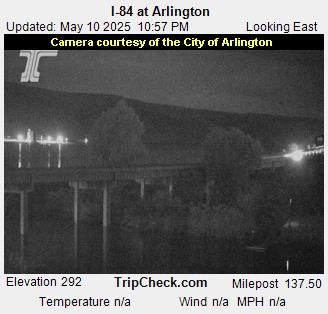 I-84 at Arlington
Updated: May 10 2025 10:57 PM Looking East
Camera courtesy of the City of Arlington
Elevation 292 TripCheck.com Milepost 137.50
Temperature n/a Wind n/a MPH n/a